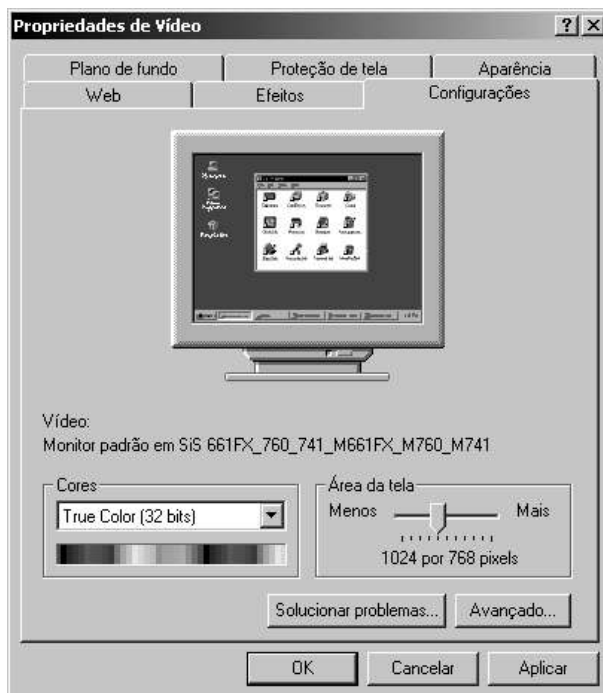 Propriedades de Vídeo
Plano de fundo Proteção de tela Aparência
Web Efeitos Configurações
Vídeo:
Monitor padrão em SiS 661FX_760_741_M661FX_M760_M741
Cores Área da tela
True Color (32 bits) Menos Mais
1024 por 768 pixels
Solucionar problemas... Avançado...
OK Cancelar Aplicar